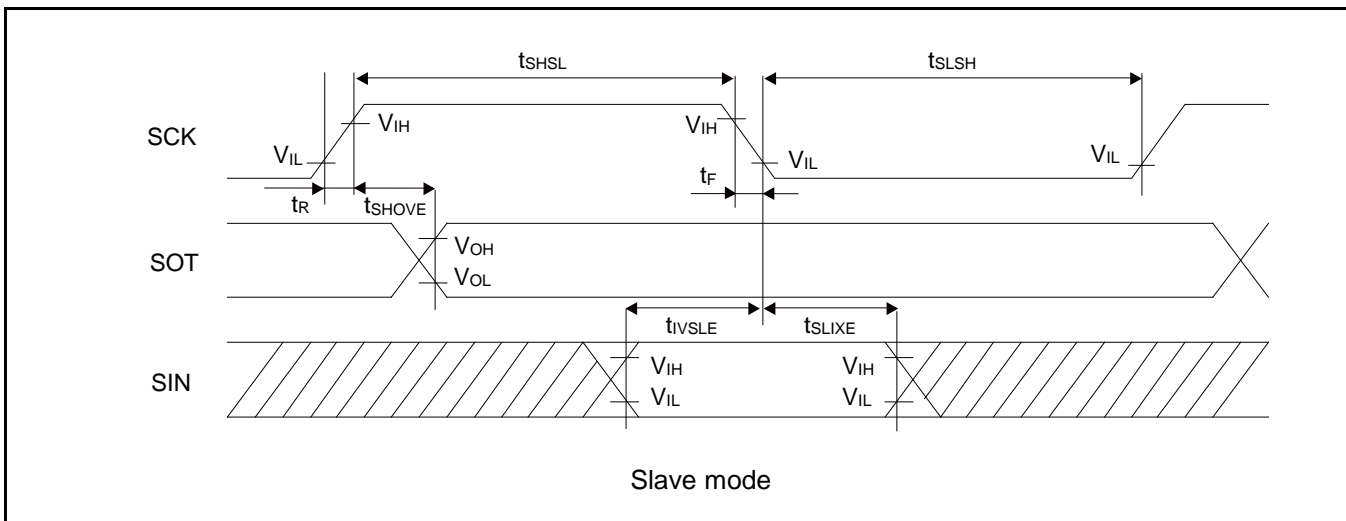 tSHSL
tSLSH
SCK
VIH
VIH
VIL
VIL
VIL
tF
tR
tSHOVE
SOT
VOH
VOL
tIVSLE
tSLIXE
SIN
VIH
VIH
VIL
VIL
Slave mode